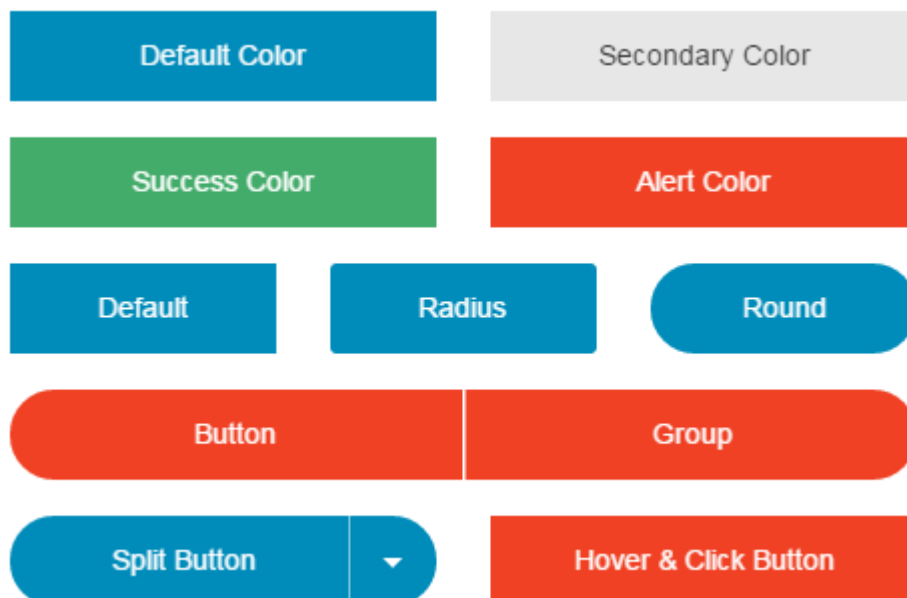 Default Color
Secondary Color
Success Color
Alert Color
Default
Radius
Round
Button
Group
Split Button
Hover & Click Button